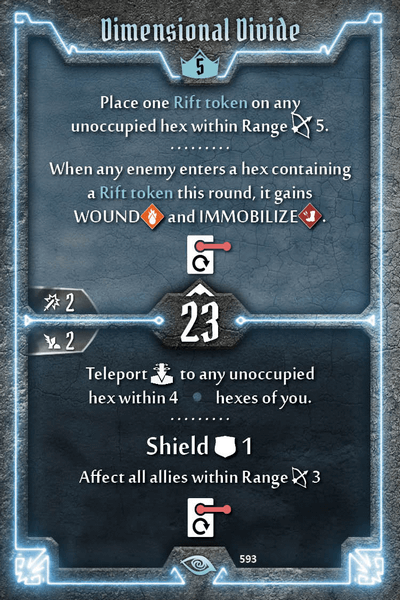 Dimensional Divide
5
Place one Rift token on any
unoccupied hex within Range 5.
When any enemy enters a hex containing
a Rift token this round, it gains
WOUND and IMMOBILIZE.
2
23
2
Teleport to any unoccupied
hex within 4 hexes of you.
Shield 1
Affect all allies within Range 3
593